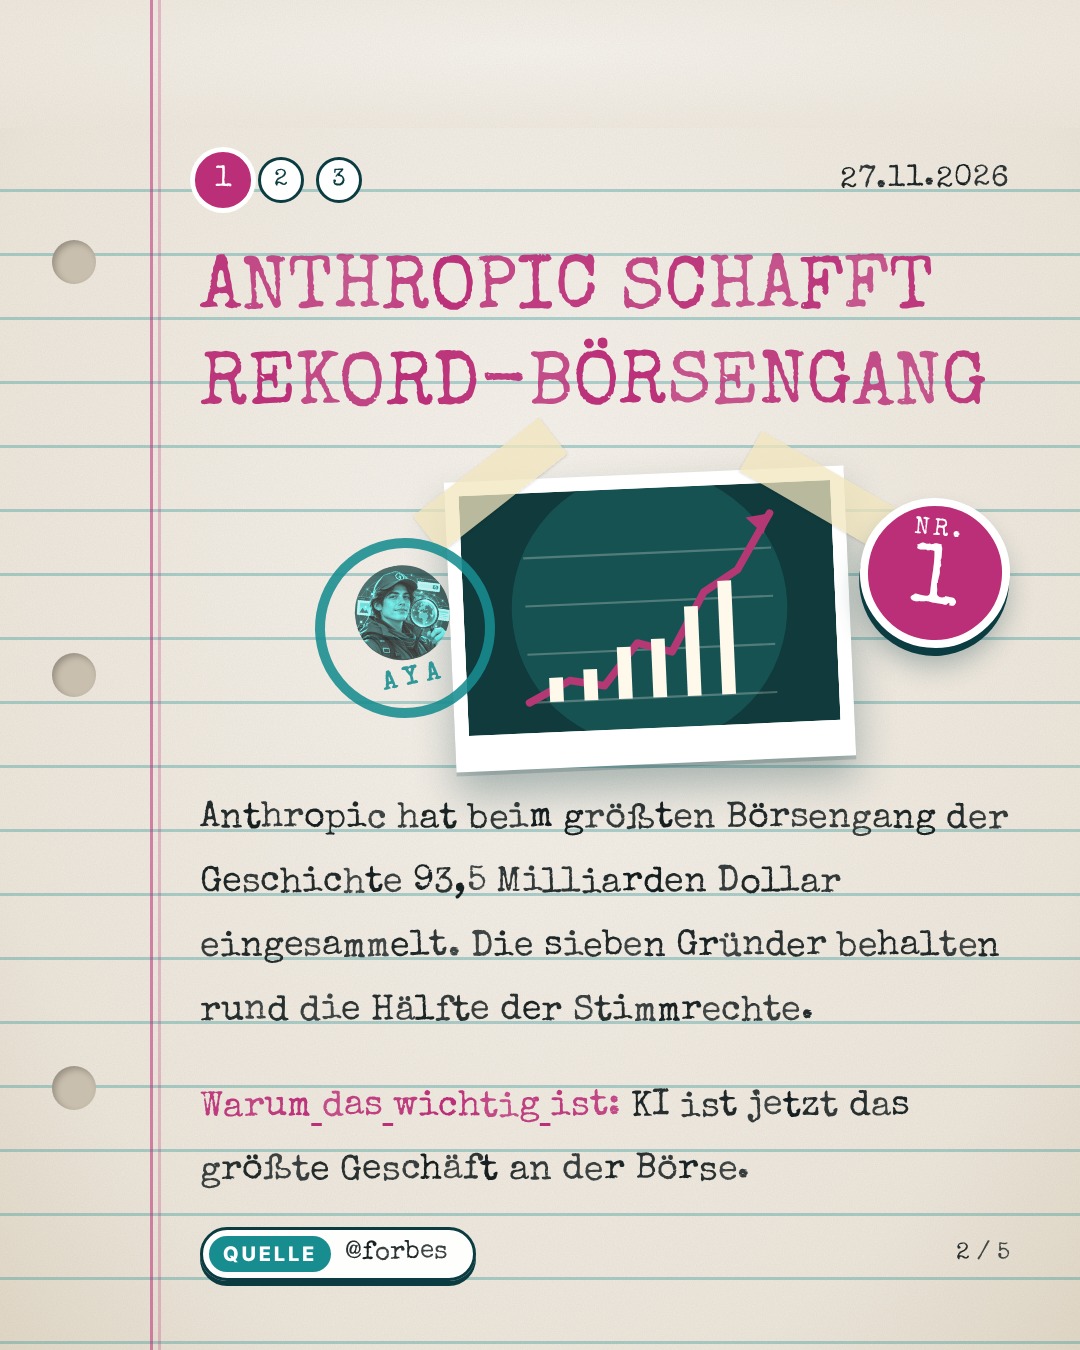 1 2 3
27.11.2026
ANTHROPIC SCHAFFT
REKORD-BÖRSENGANG
NR.
1
AYA
Anthropic hat beim größten Börsengang der
Geschichte 93,5 Milliarden Dollar
eingesammelt. Die sieben Gründer behalten
rund die Hälfte der Stimmrechte.
Warum_das_wichtig_ist: KI ist jetzt das
größte Geschäft an der Börse.
QUELLE @forbes
2 / 5